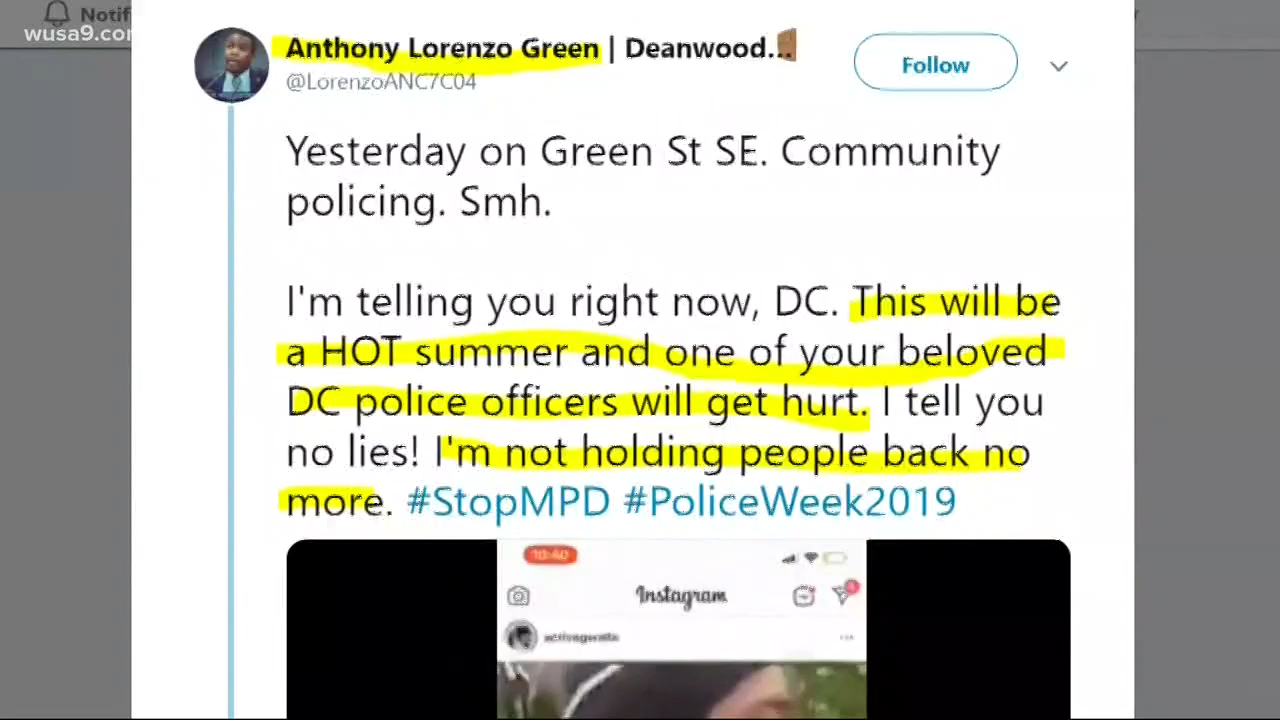 Notif
wusa9.com
Anthony Lorenzo Green | Deanwood...
@LorenzoANC7C04
Follow
Yesterday on Green St SE. Community
policing. Smh.
I'm telling you right now, DC. This will be
a HOT summer and one of your beloved
DC police officers will get hurt. I tell you
no lies! I'm not holding people back no
more. #StopMPD #PoliceWeek2019
10:40
Instagram